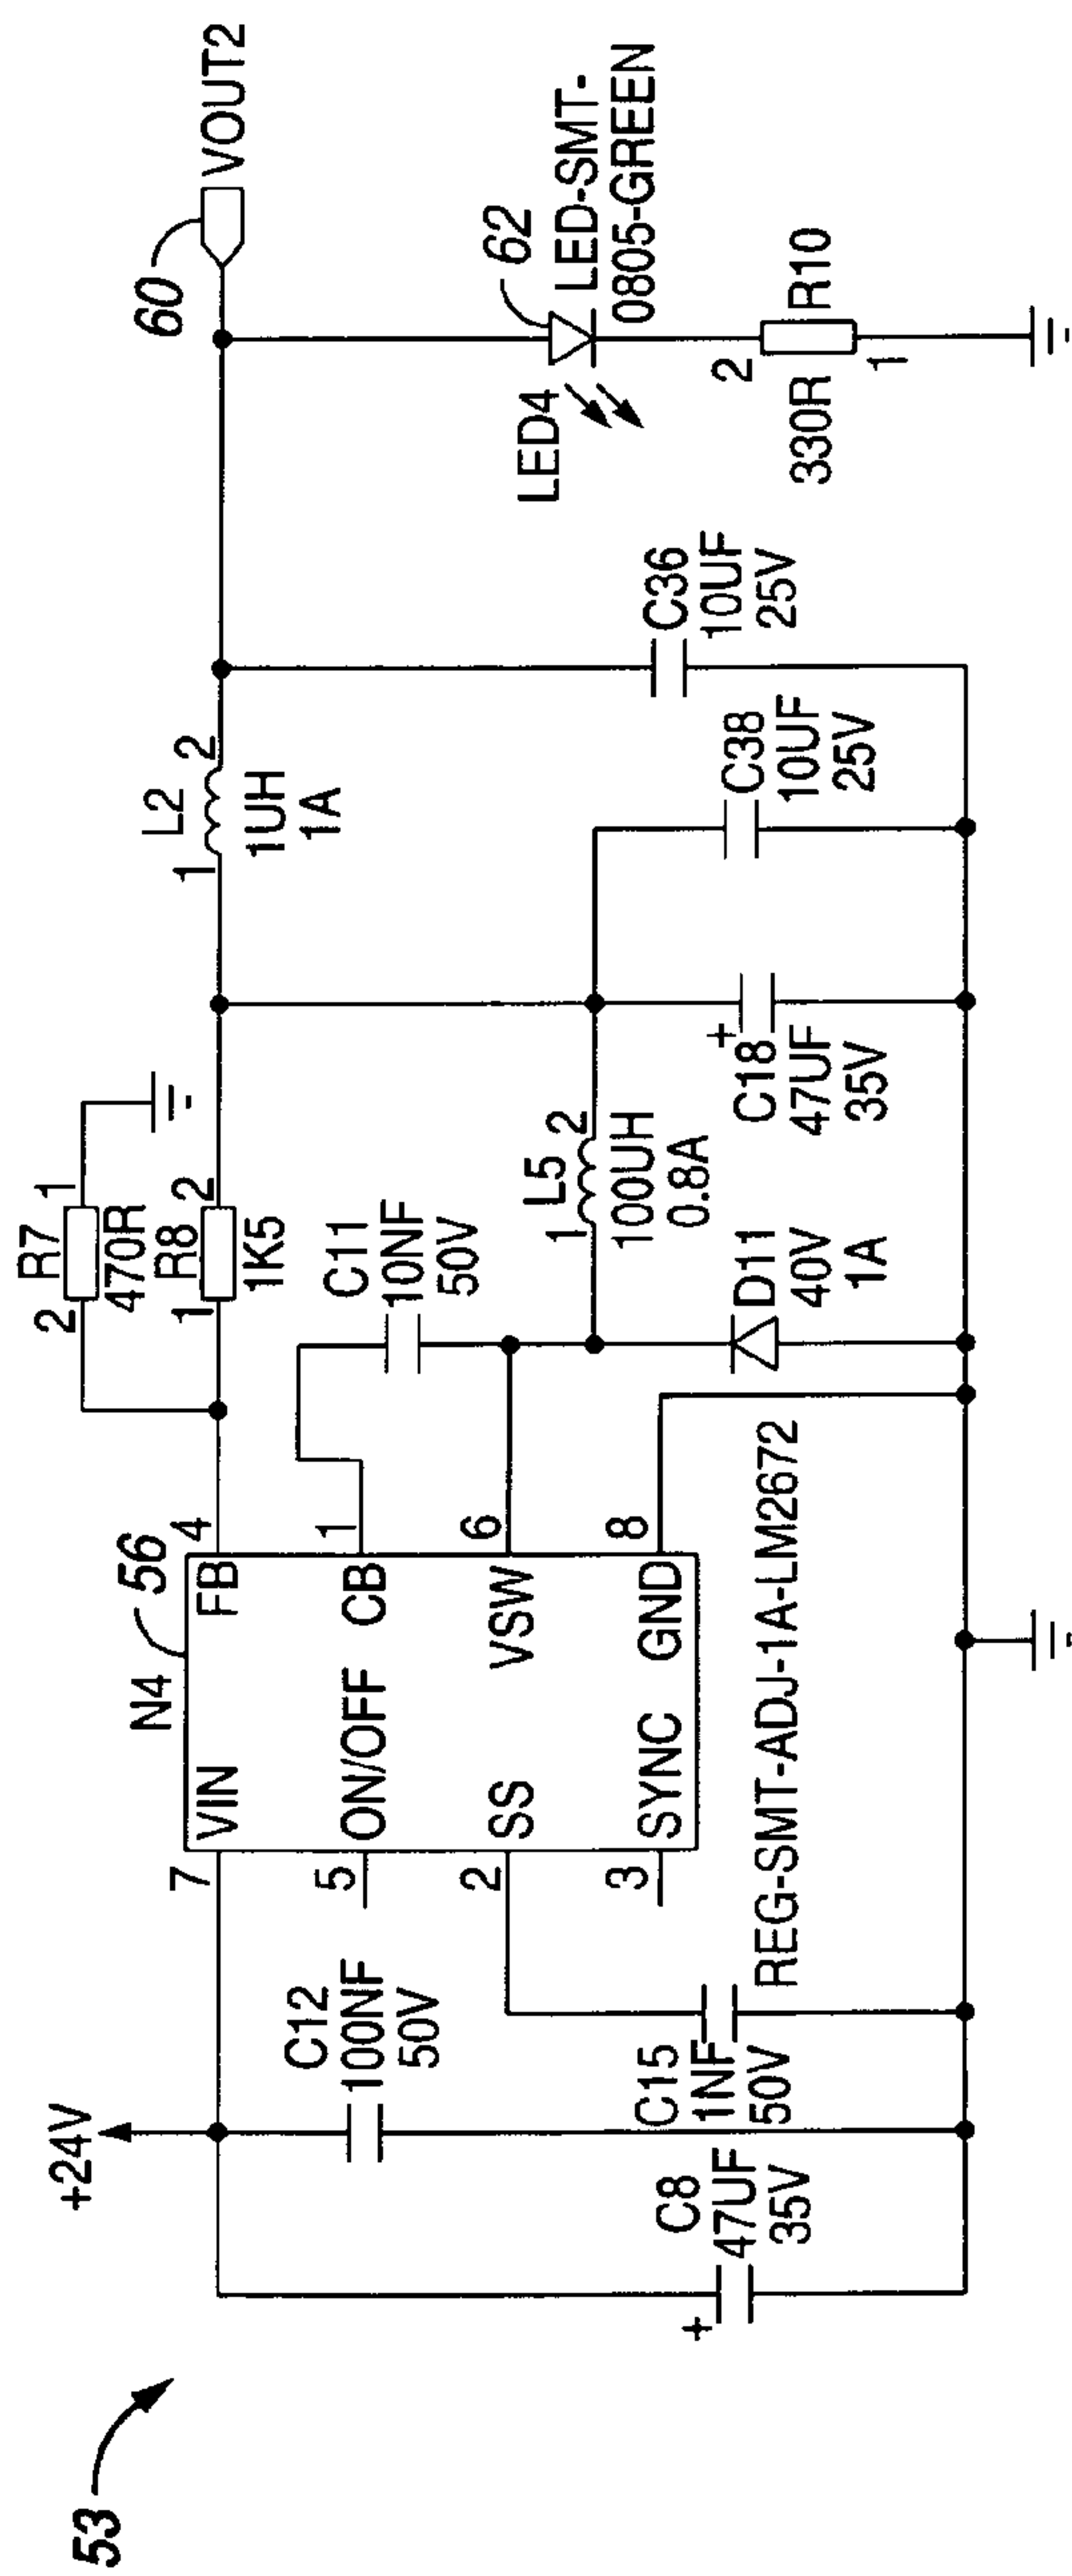 53
+24V
C8
47UF
35V
C12
100NF
50V
C15
1NF
50V
N4
56
7
VIN
FB
4
5
ON/OFF
CB
1
2
SS
VSW
6
3
SYNC
GND
8
REG-SMT-ADJ-1A-LM2672
2
R7
1
470R
1
R8
2
1K5
C11
10NF
50V
1
L5
2
100UH
0.8A
D11
40V
1A
+
C18
47UF
35V
+
1
L2
2
1UH
1A
C38
10UF
25V
C36
10UF
25V
60
VOUT2
62
LED4
LED-SMT-
0805-GREEN
2
330R
R10
1